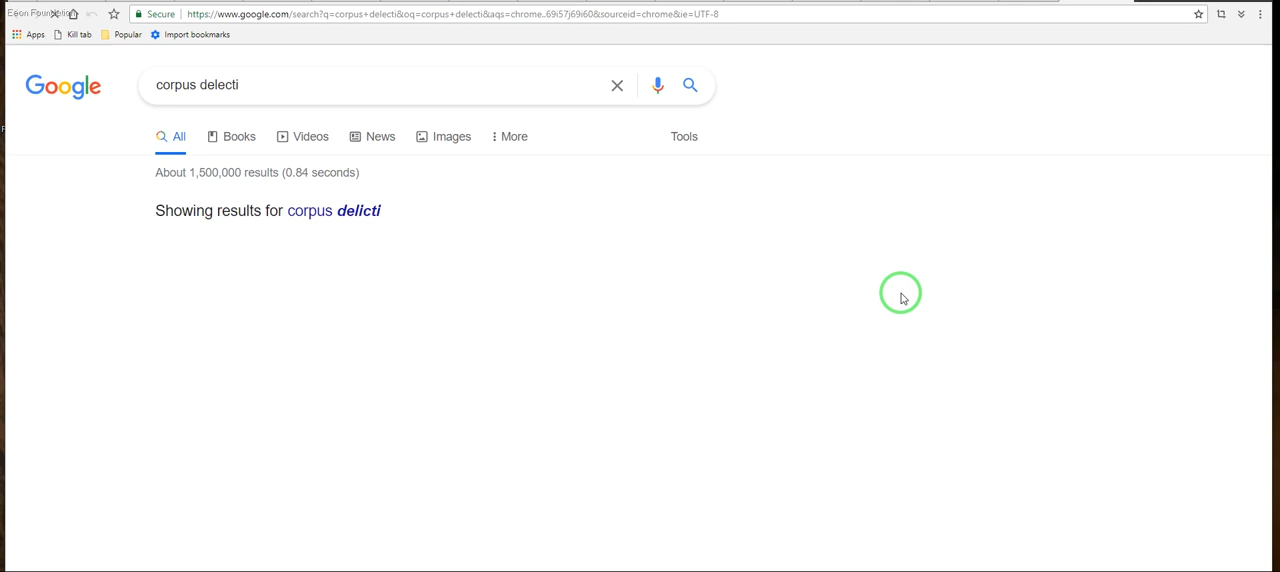 Eeon Foundation
Secure https://www.google.com/search?q=corpus+delecti&oq=corpus+delecti&aqs=chrome..69i57j69i60&sourceid=chrome&ie=UTF-8
Apps Kill tab Popular Import bookmarks
Google corpus delecti
All Books Videos News Images More Tools
About 1,500,000 results (0.84 seconds)
Showing results for corpus delicti